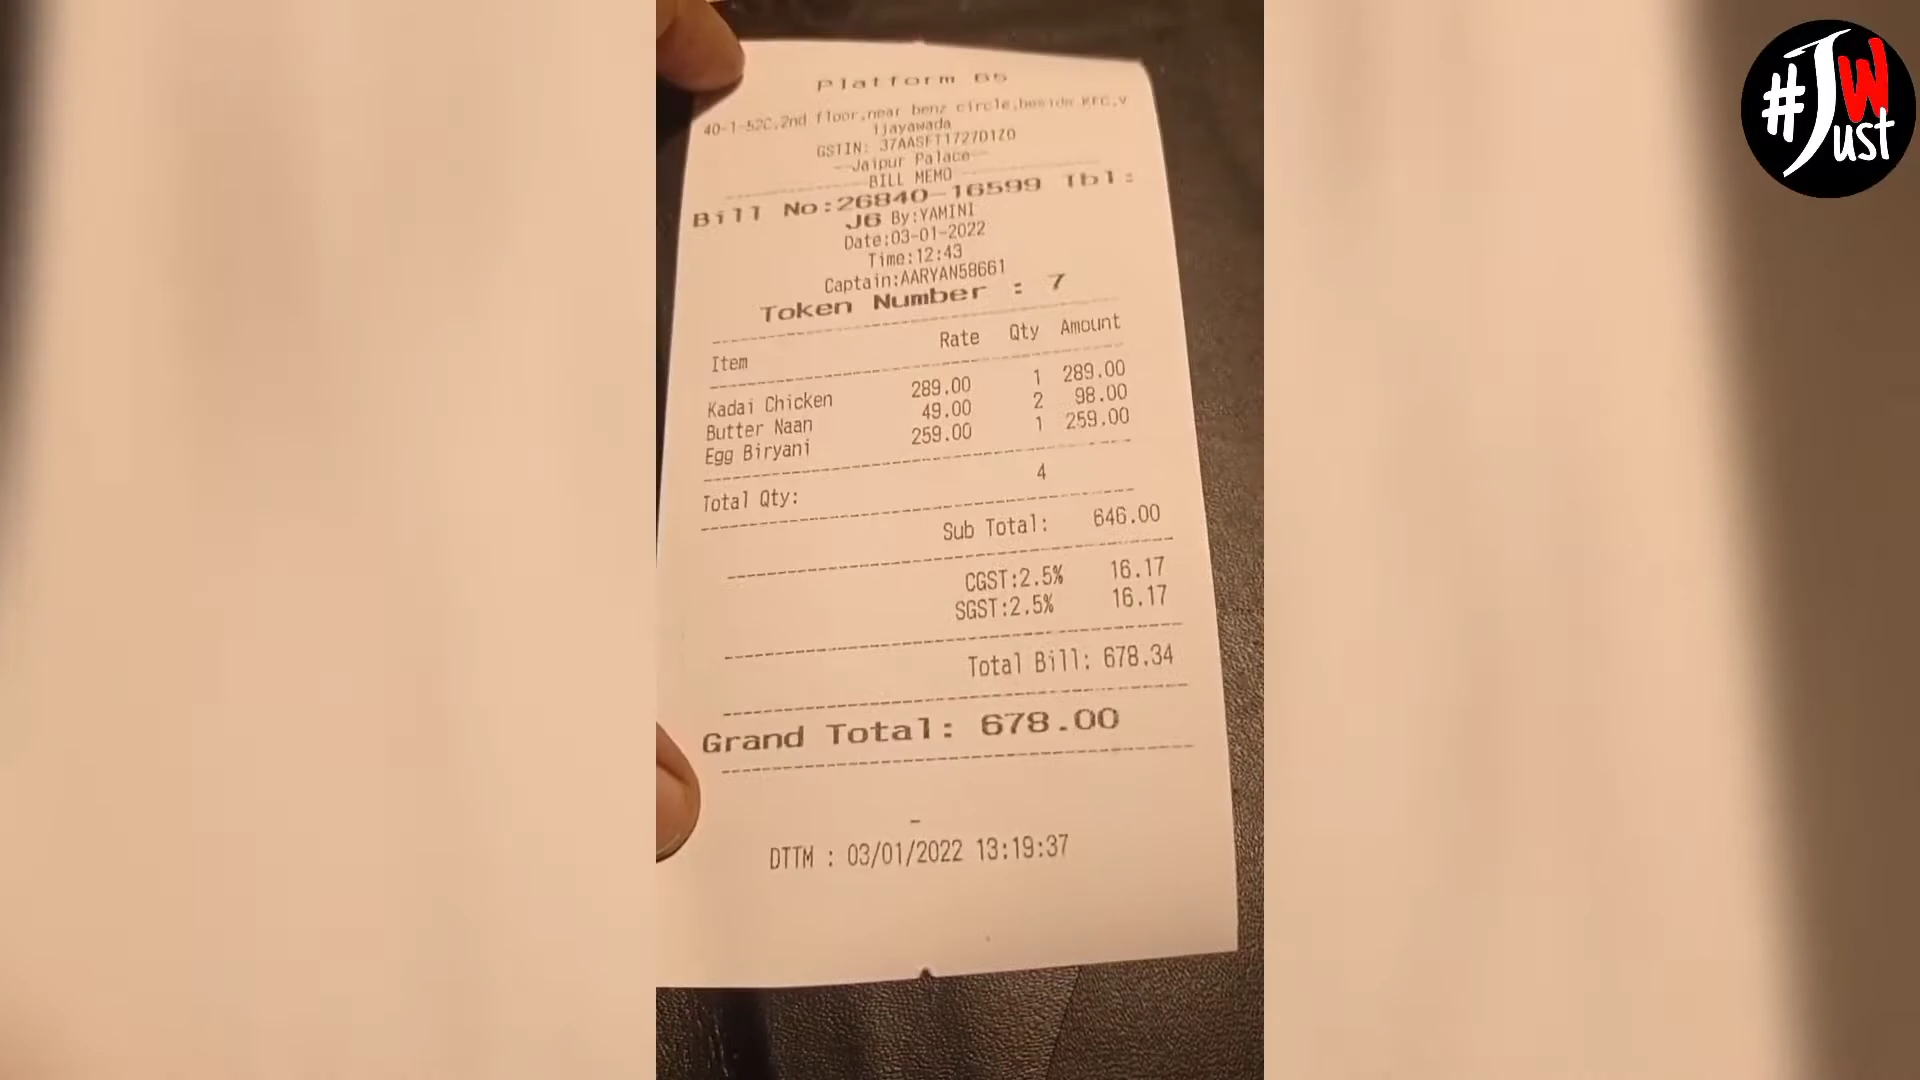 Platform 65
40-1-52C,2nd floor,near benz circle,beside KFC,v
ijayawada
GSTIN: 37AASFT1727D1Z0
--Jaipur Palace--
BILL MEMO
Bill No:26840-16599 Tbl:
J6 By:YAMINI
Date:03-01-2022
Time:12:43
Captain:AARYAN58661
Token Number : 7
Item Rate Qty Amount
Kadai Chicken 289.00 1 289.00
Butter Naan 49.00 2 98.00
Egg Biryani 259.00 1 259.00
Total Qty: 4
Sub Total: 646.00
CGST:2.5% 16.17
SGST:2.5% 16.17
Total Bill: 678.34
Grand Total: 678.00
DTTM : 03/01/2022 13:19:37
#JW
Just